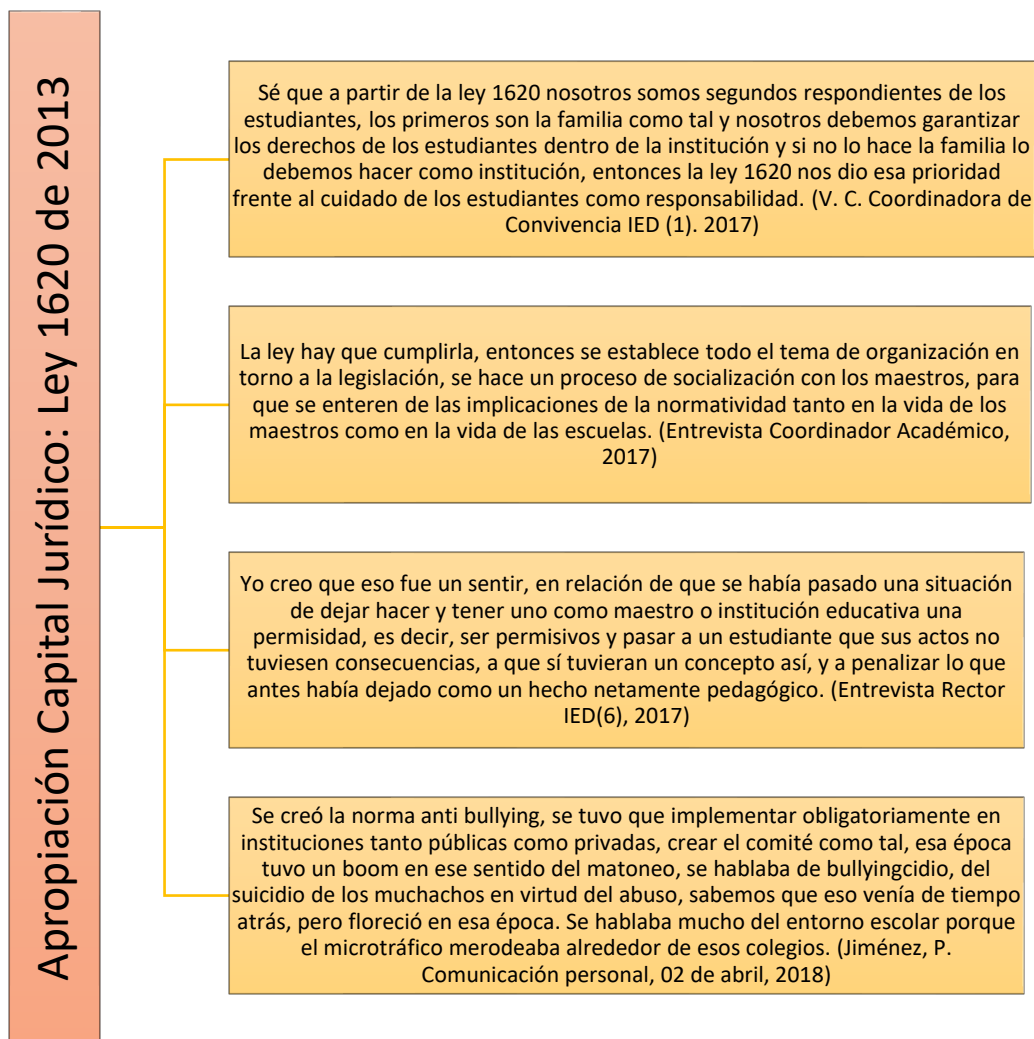 Apropiación Capital Jurídico: Ley 1620 de 2013
Sé que a partir de la ley 1620 nosotros somos segundos respondientes de los
estudiantes, los primeros son la familia como tal y nosotros debemos garantizar
los derechos de los estudiantes dentro de la institución y si no lo hace la familia lo
debemos hacer como institución, entonces la ley 1620 nos dio esa prioridad
frente al cuidado de los estudiantes como responsabilidad. (V. C. Coordinadora de
Convivencia IED (1). 2017)
La ley hay que cumplirla, entonces se establece todo el tema de organización en
torno a la legislación, se hace un proceso de socialización con los maestros, para
que se enteren de las implicaciones de la normatividad tanto en la vida de los
maestros como en la vida de las escuelas. (Entrevista Coordinador Académico,
2017)
Yo creo que eso fue un sentir, en relación de que se había pasado una situación
de dejar hacer y tener uno como maestro o institución educativa una
permisidad, es decir, ser permisivos y pasar a un estudiante que sus actos no
tuviesen consecuencias, a que sí tuvieran un concepto así, y a penalizar lo que
antes había dejado como un hecho netamente pedagógico. (Entrevista Rector
IED(6), 2017)
Se creó la norma anti bullying, se tuvo que implementar obligatoriamente en
instituciones tanto públicas como privadas, crear el comité como tal, esa época
tuvo un boom en ese sentido del matoneo, se hablaba de bullyingcidio, del
suicidio de los muchachos en virtud del abuso, sabemos que eso venía de tiempo
atrás, pero floreció en esa época. Se hablaba mucho del entorno escolar porque
el microtráfico merodeaba alrededor de esos colegios. (Jiménez, P.
Comunicación personal, 02 de abril, 2018)